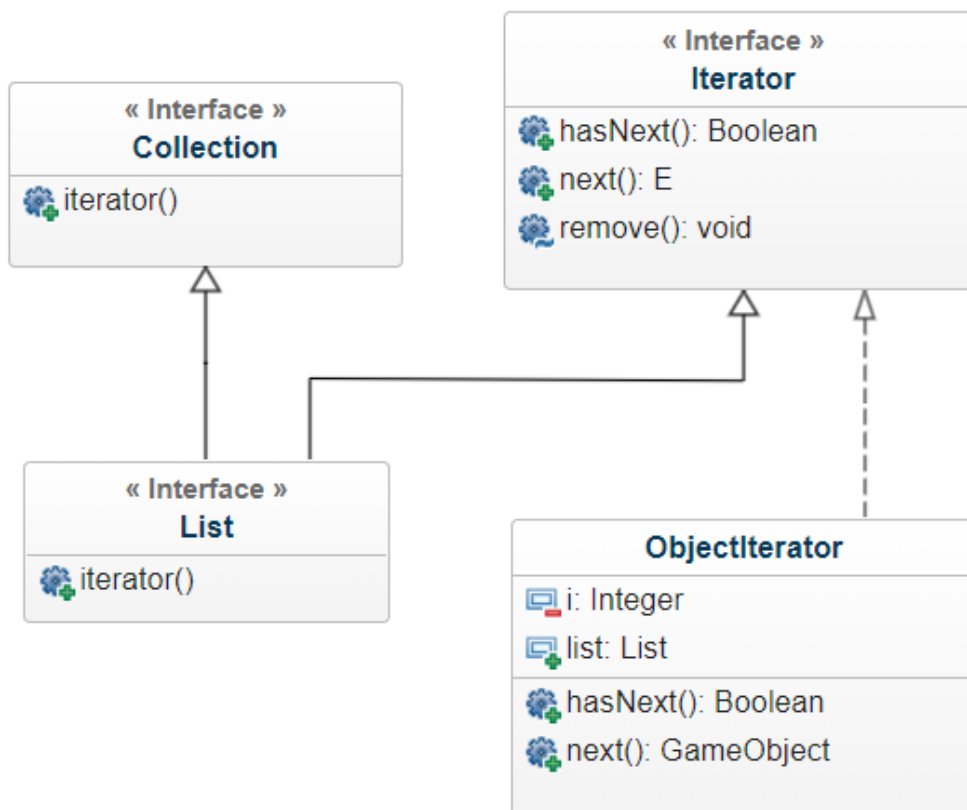 « Interface »
Collection
iterator()
« Interface »
Iterator
hasNext(): Boolean
next(): E
remove(): void
« Interface »
List
iterator()
ObjectIterator
i: Integer
list: List
hasNext(): Boolean
next(): GameObject